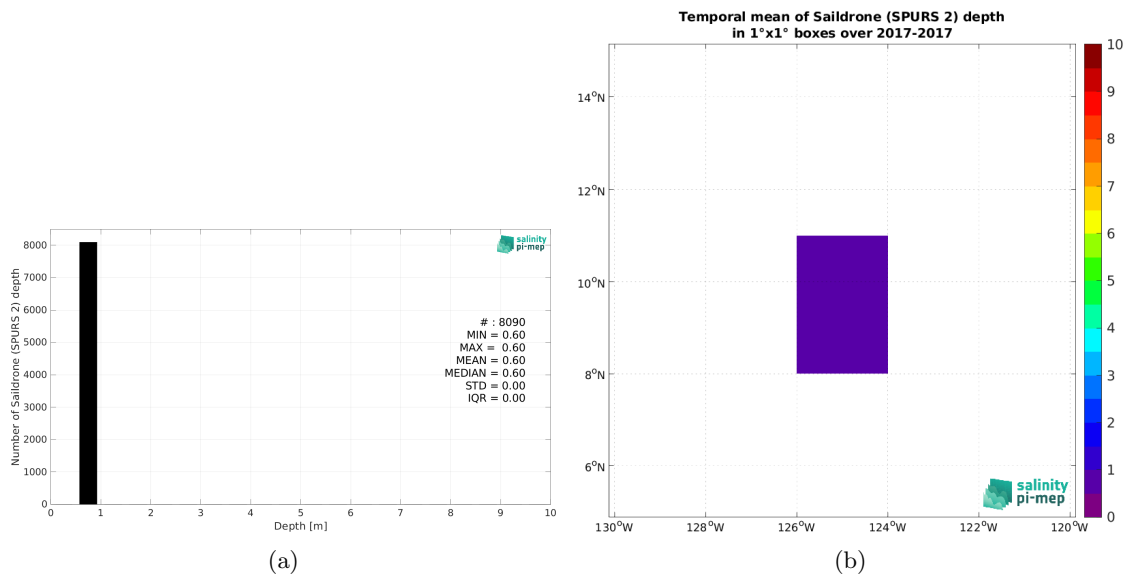 8000
7000
6000
5000
4000
3000
2000
1000
0
Number of Saildrone (SPURS 2) depth
salinity
pi-mep
# : 8090
MIN = 0.60
MAX = 0.60
MEAN = 0.60
MEDIAN = 0.60
STD = 0.00
IQR = 0.00
0 1 2 3 4 5 6 7 8 9 10
Depth [m]
(a)
Temporal mean of Saildrone (SPURS 2) depth
in 1°x1° boxes over 2017-2017
14°N
12°N
10°N
8°N
6°N
130°W 128°W 126°W 124°W 122°W 120°W
salinity
pi-mep
10
9
8
7
6
5
4
3
2
1
0
(b)